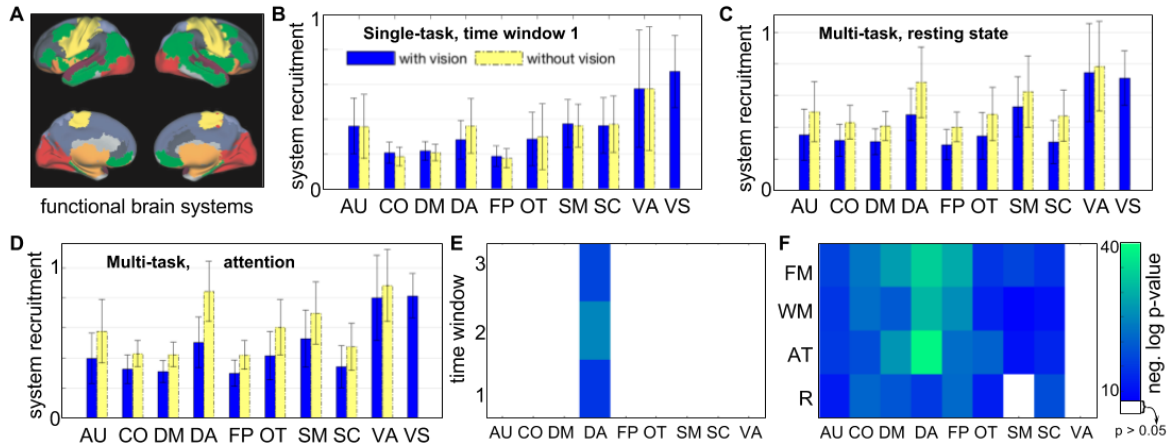 A
functional brain systems
B
system recruitment
1
0
Single-task, time window 1
with vision
without vision
AU CO DM DA FP OT SM SC VA VS
C
system recruitment
1
0
Multi-task, resting state
AU CO DM DA FP OT SM SC VA VS
D
system recruitment
1
0
Multi-task, attention
AU CO DM DA FP OT SM SC VA VS
E
time window
3
2
1
AU CO DM DA FP OT SM SC VA
F
FM
WM
AT
R
AU CO DM DA FP OT SM SC VA
40
10
neg. log p-value
p > 0.05